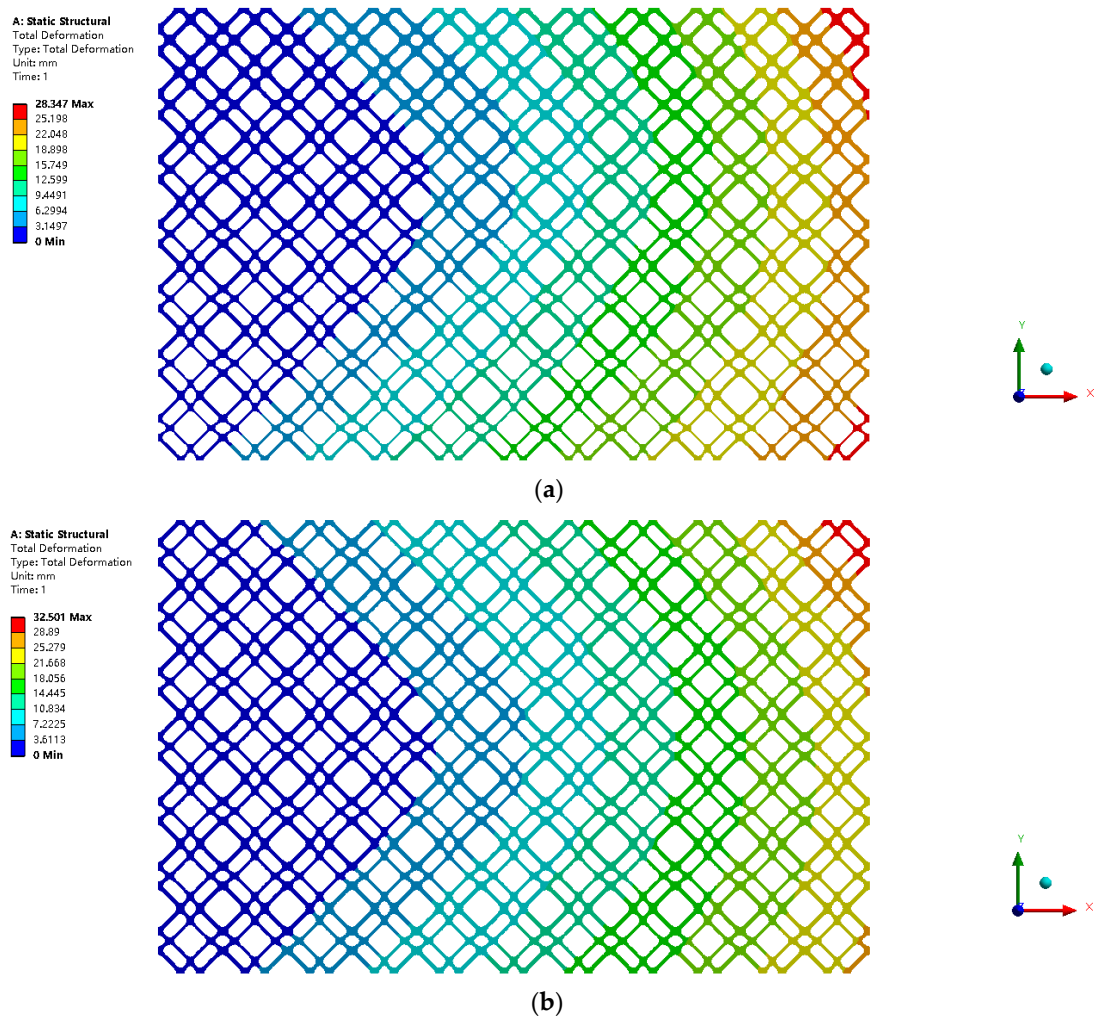 A: Static Structural
Total Deformation
Type: Total Deformation
Unit: mm
Time: 1
28.347 Max
25.198
22.048
18.898
15.749
12.599
9.4491
6.2994
3.1497
0 Min
Y
X
(a)
A: Static Structural
Total Deformation
Type: Total Deformation
Unit: mm
Time: 1
32.501 Max
28.89
25.279
21.668
18.056
14.445
10.834
7.2225
3.6113
0 Min
Y
X
(b)